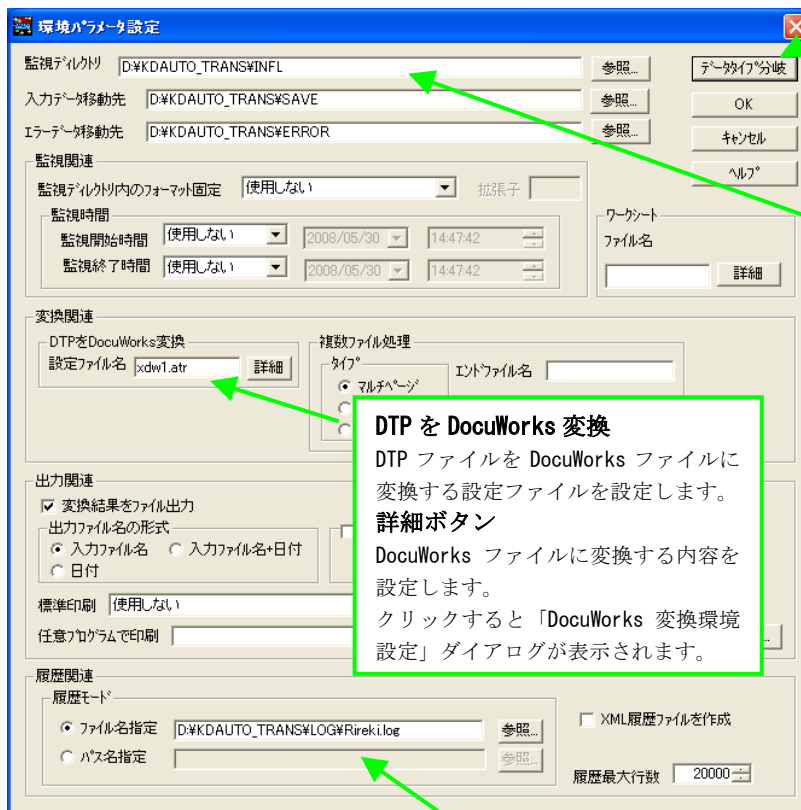 環境パラメータ設定
監視ディレクトリ D:¥KDAUTO_TRANS¥INFL 参照... データタイプ分岐
入力データ移動先 D:¥KDAUTO_TRANS¥SAVE 参照... OK
エラーデータ移動先 D:¥KDAUTO_TRANS¥ERROR 参照... キャンセル
ヘルプ
監視関連
監視ディレクトリ内のフォーマット固定 使用しない 拡張子
監視時間
監視開始時間 使用しない 2008/05/30 14:47:42
監視終了時間 使用しない 2008/05/30 14:47:42
ワークシート
ファイル名
詳細
変換関連
DTPをDocuWorks変換
設定ファイル名 xdw1.atr 詳細
複数ファイル処理
タイプ
マルチページ
エンドファイル名
DTP を DocuWorks 変換
DTP ファイルを DocuWorks ファイルに
変換する設定ファイルを設定します。
詳細ボタン
DocuWorks ファイルに変換する内容を
設定します。
クリックすると「DocuWorks 変換環境
設定」ダイアログが表示されます。
出力関連
変換結果をファイル出力
出力ファイル名の形式
入力ファイル名 入力ファイル名+日付
日付
標準印刷 使用しない
任意プログラムで印刷
履歴関連
履歴モード
ファイル名指定 D:¥KDAUTO_TRANS¥LOG¥Rireki.log 参照...
パス名指定 参照...
XML履歴ファイルを作成
履歴最大行数 20000